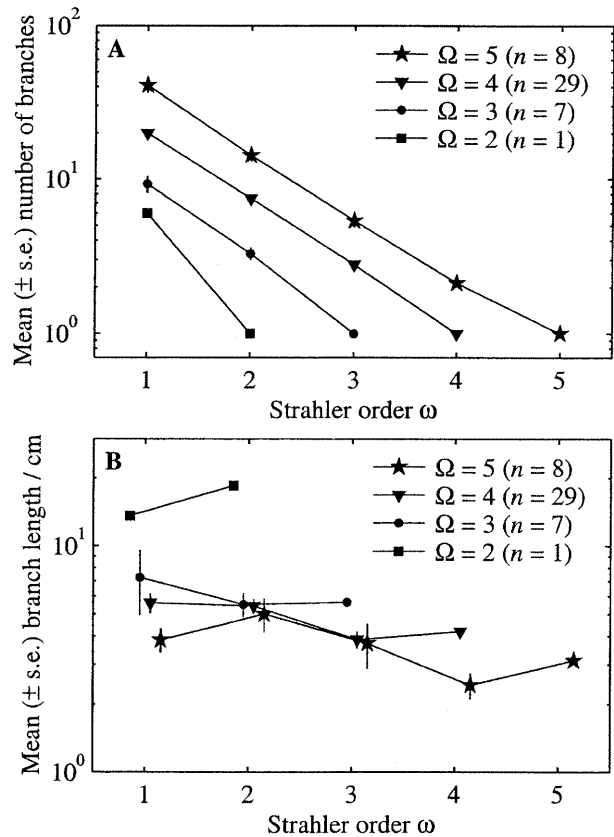 A
Ω = 5 (n = 8)
Ω = 4 (n = 29)
Ω = 3 (n = 7)
Ω = 2 (n = 1)
Mean (± s.e.) number of branches
10²
10¹
10⁰
1 2 3 4 5
Strahler order ω
B
Ω = 5 (n = 8)
Ω = 4 (n = 29)
Ω = 3 (n = 7)
Ω = 2 (n = 1)
Mean (± s.e.) branch length / cm
10¹
10⁰
1 2 3 4 5
Strahler order ω